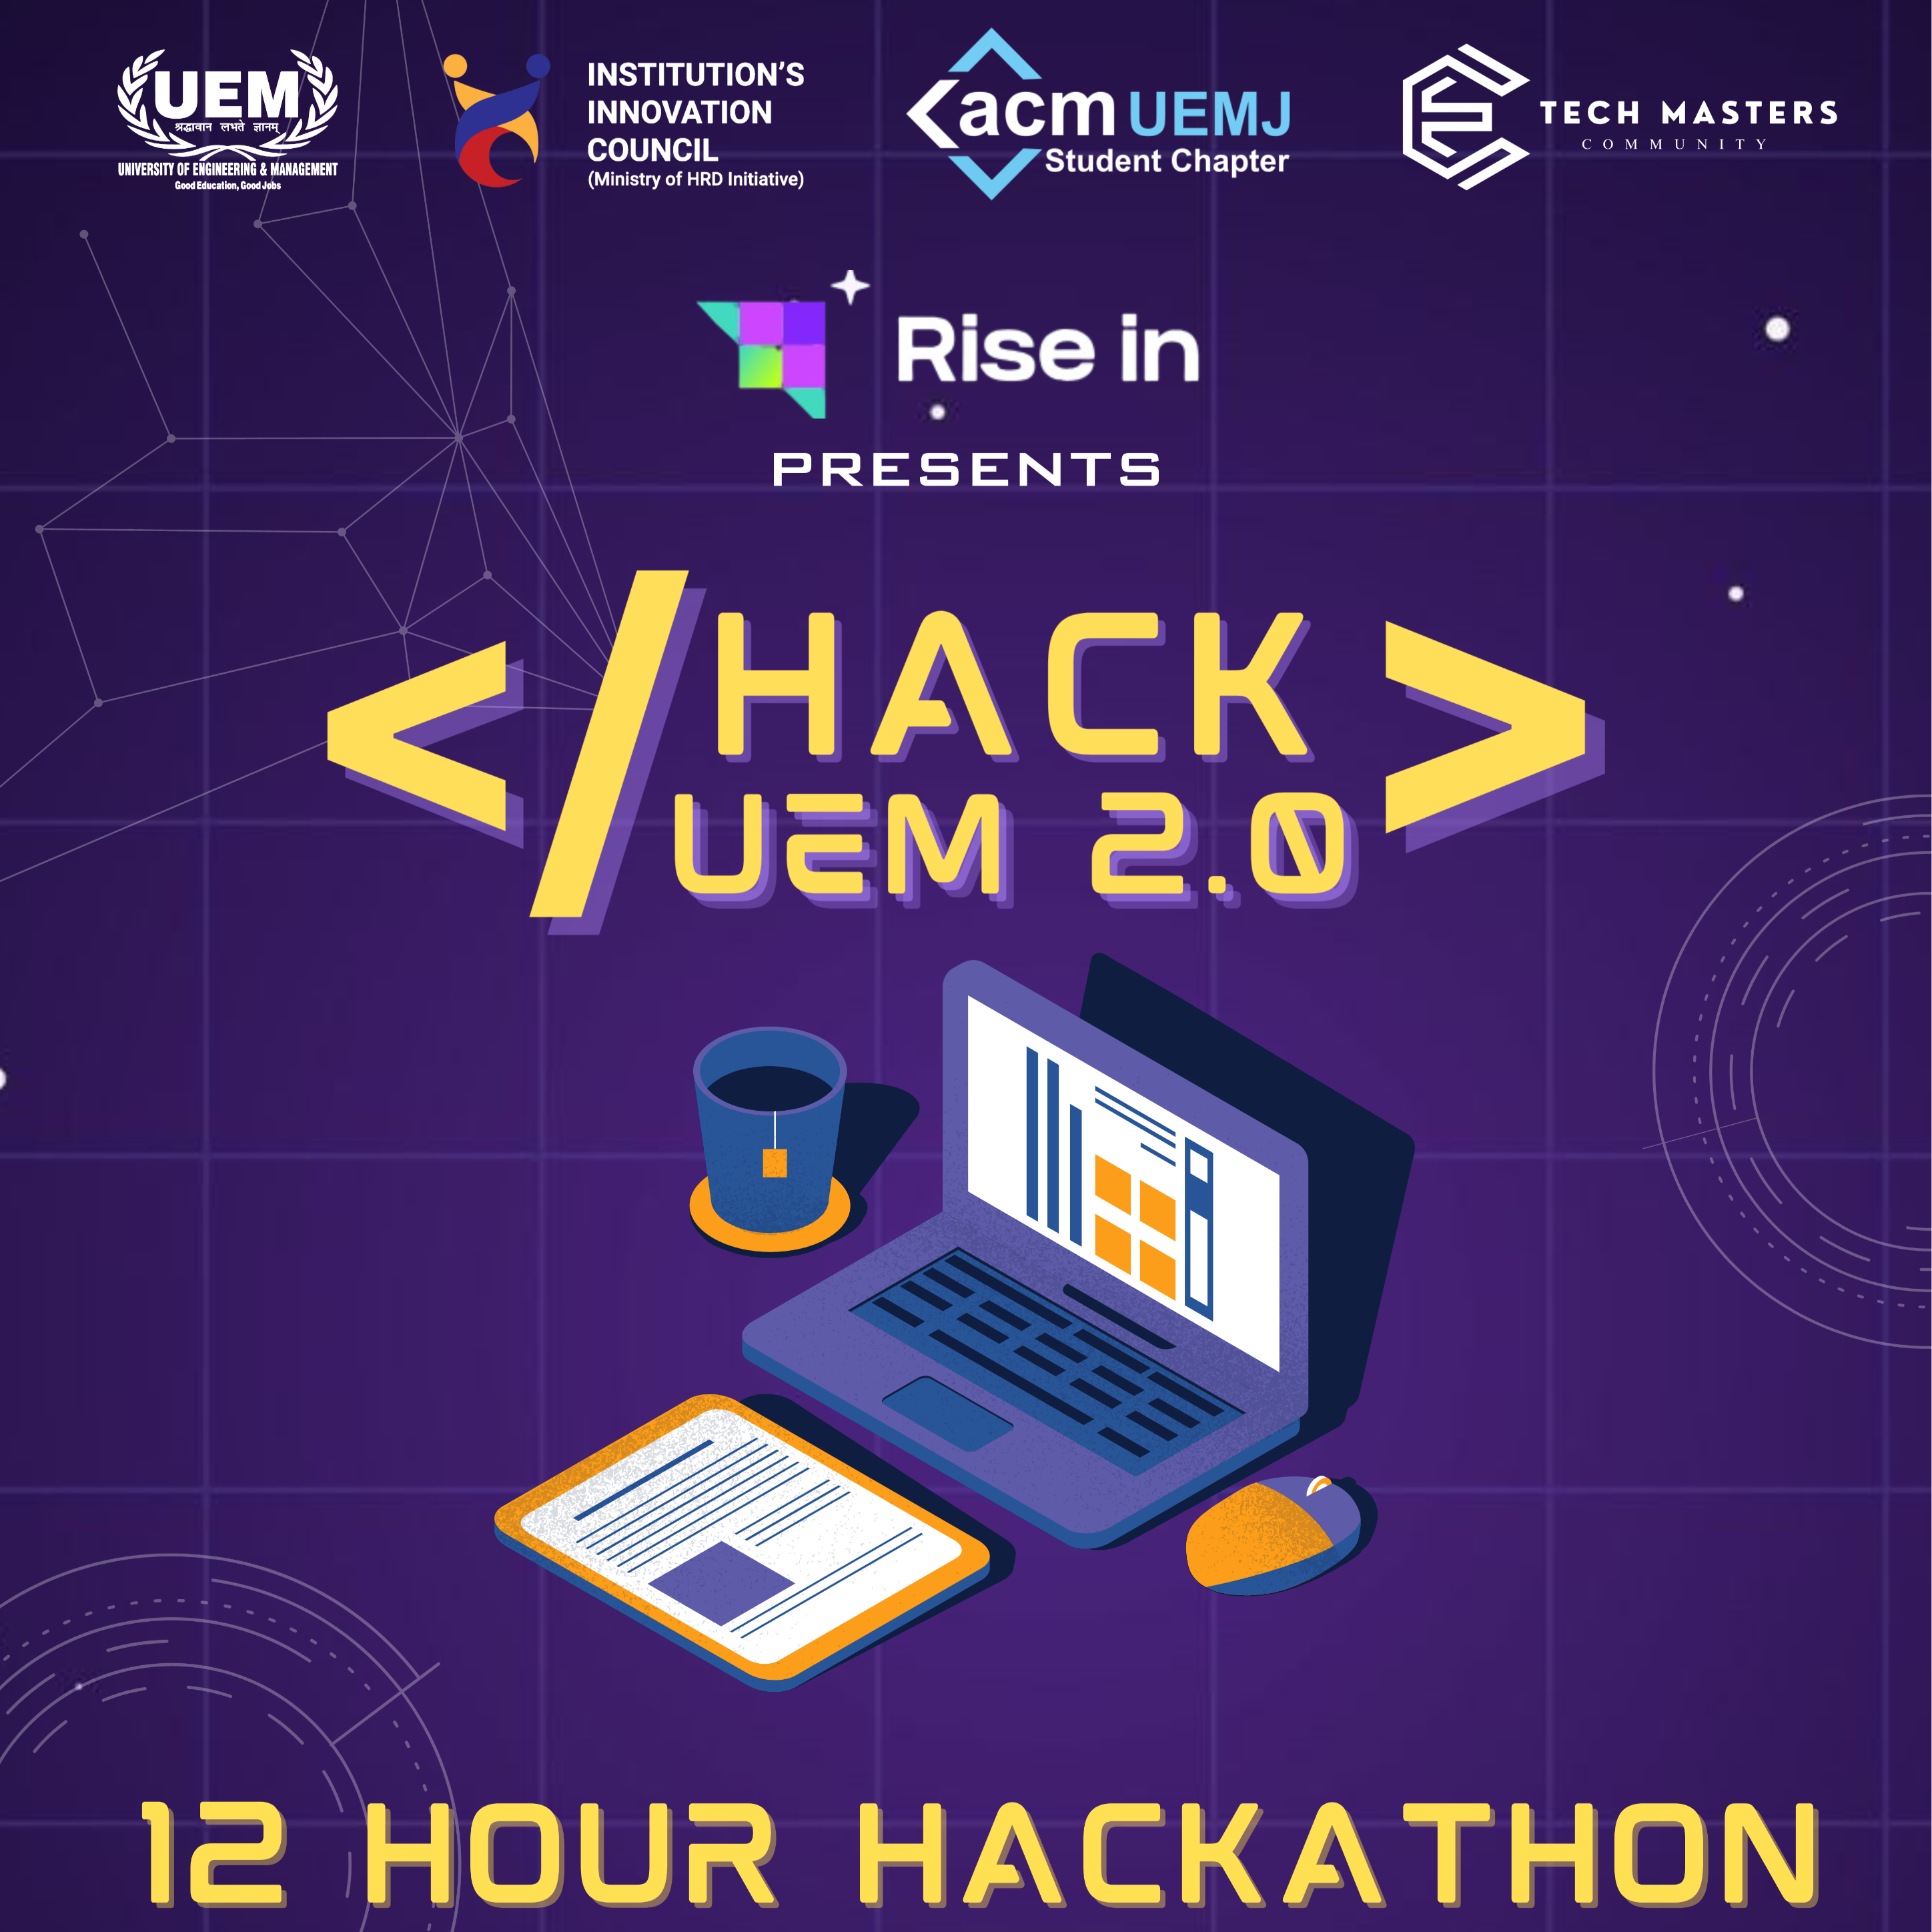 UEM
श्रद्धावान लभते ज्ञानम्
UNIVERSITY OF ENGINEERING & MANAGEMENT
Good Education, Good Jobs
INSTITUTION'S
INNOVATION
COUNCIL
(Ministry of HRD Initiative)
acm UEMJ
Student Chapter
TECH MASTERS
COMMUNITY
Rise in
PRESENTS
</HACK>
UEM 2.0
12 HOUR HACKATHON